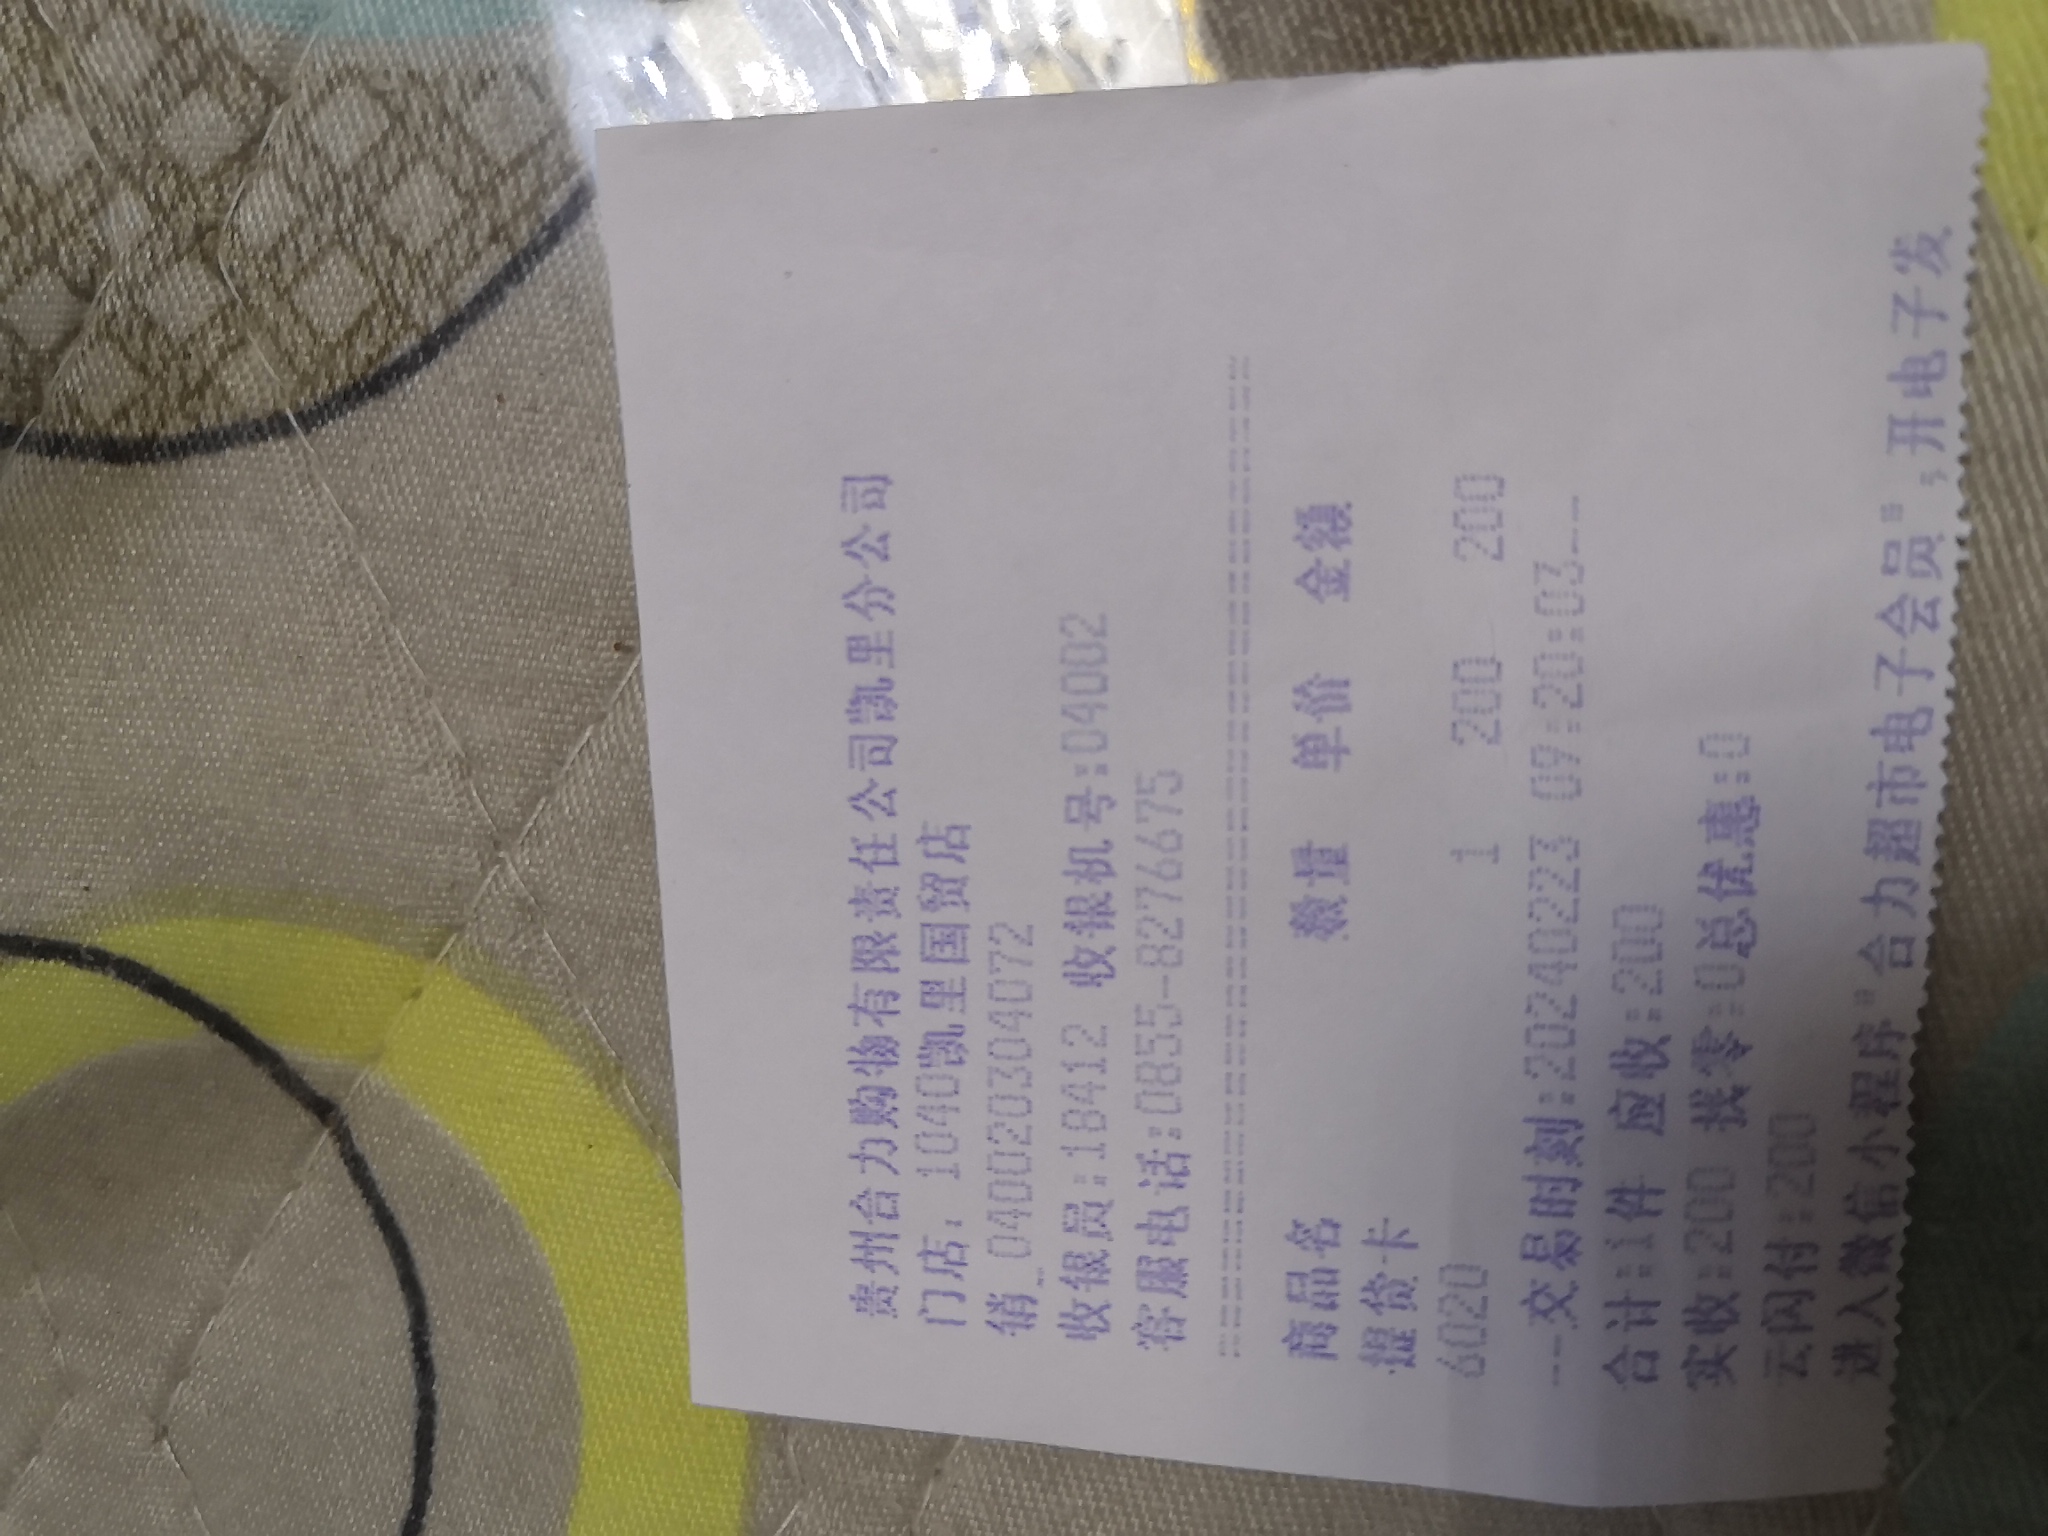 贵州合力购物有限责任公司凯里分公司
门店: 1040凯里国贸店
销_040020304072
收银员:18412 收银机号:04002
客服电话:0855-8276675
商品名 数量 单价 金额
提货卡
6020 1 200 200
---交易时刻:20240223 09:20:03---
合计:1件 应收:200
实收:200 找零:0总优惠:0
云闪付:200
进入微信小程序"合力超市电子会员",开电子发